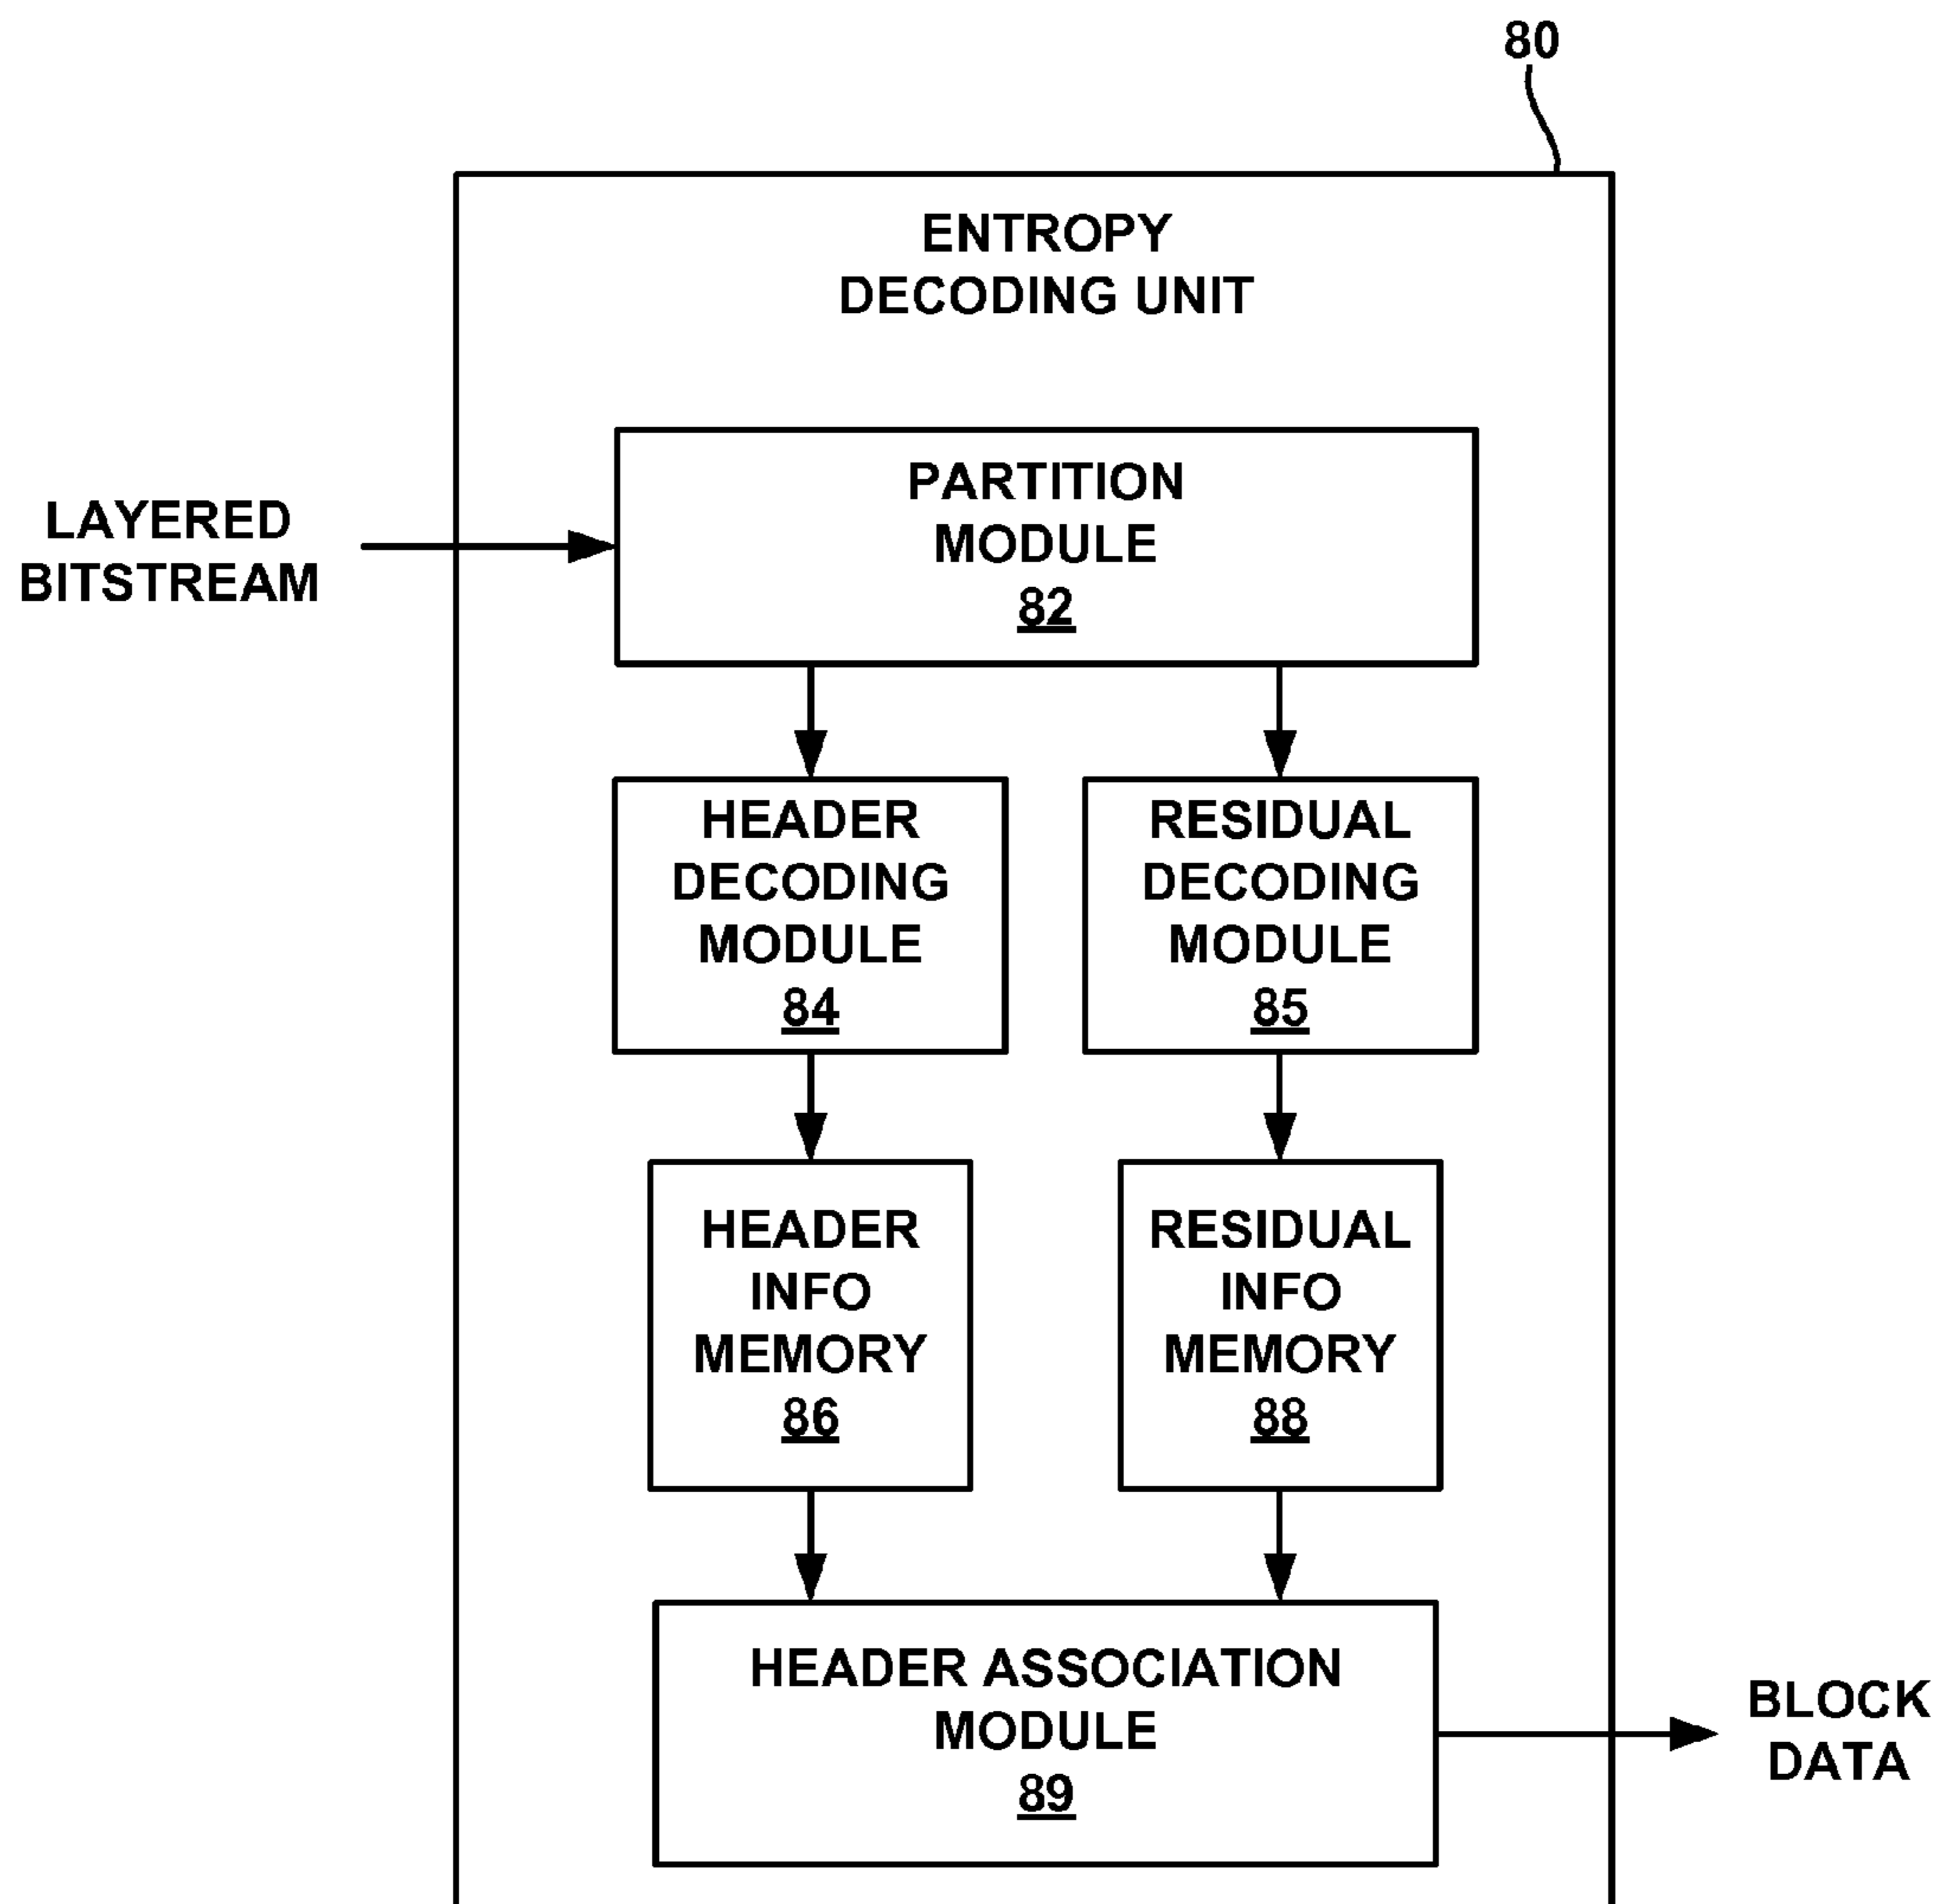 80
ENTROPY
DECODING UNIT
LAYERED
BITSTREAM
PARTITION
MODULE
82
HEADER
DECODING
MODULE
84
RESIDUAL
DECODING
MODULE
85
HEADER
INFO
MEMORY
86
RESIDUAL
INFO
MEMORY
88
HEADER ASSOCIATION
MODULE
89
BLOCK
DATA